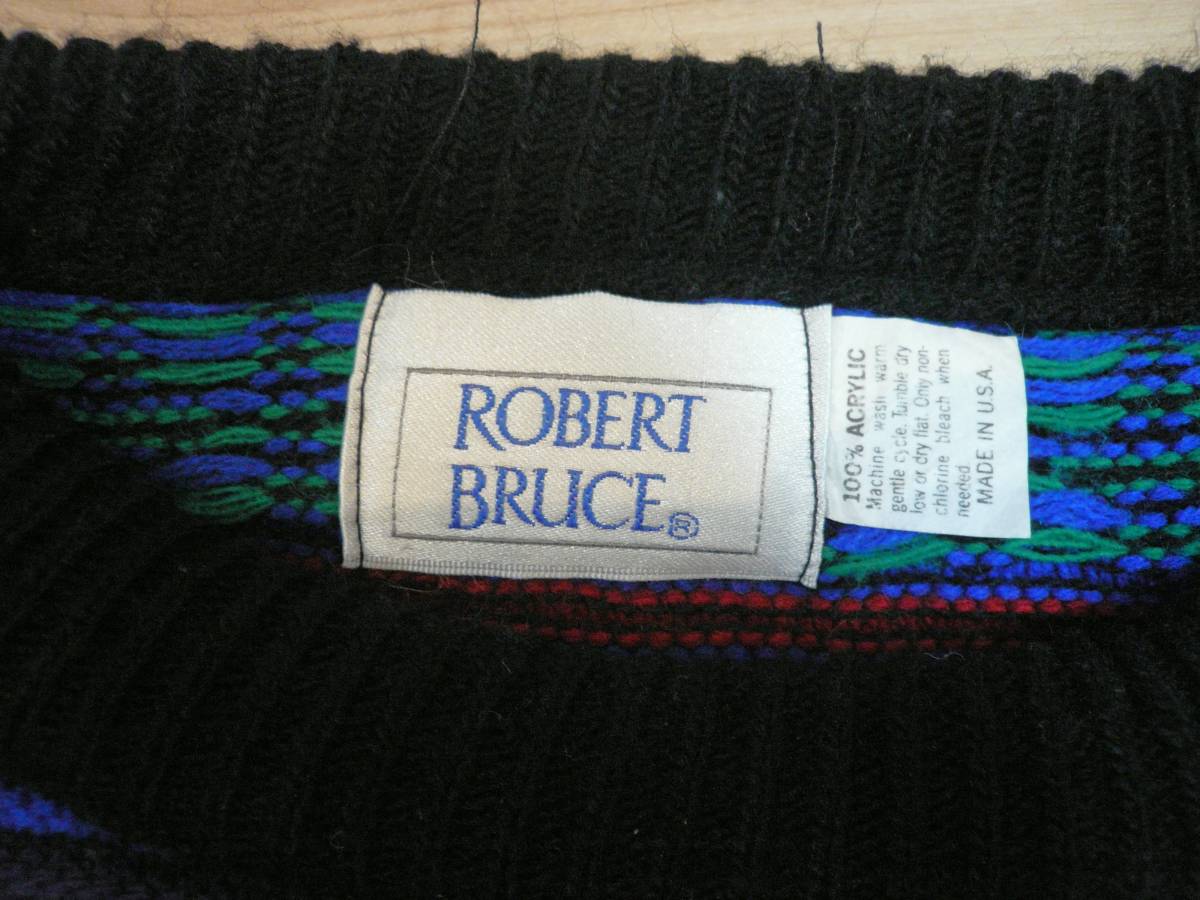 ROBERT
BRUCE®
100% ACRYLIC
Machine wash warm
gentle cycle. Tumble dry
low or dry flat. Only non-
chlorine bleach when
needed.
MADE IN U.S.A.